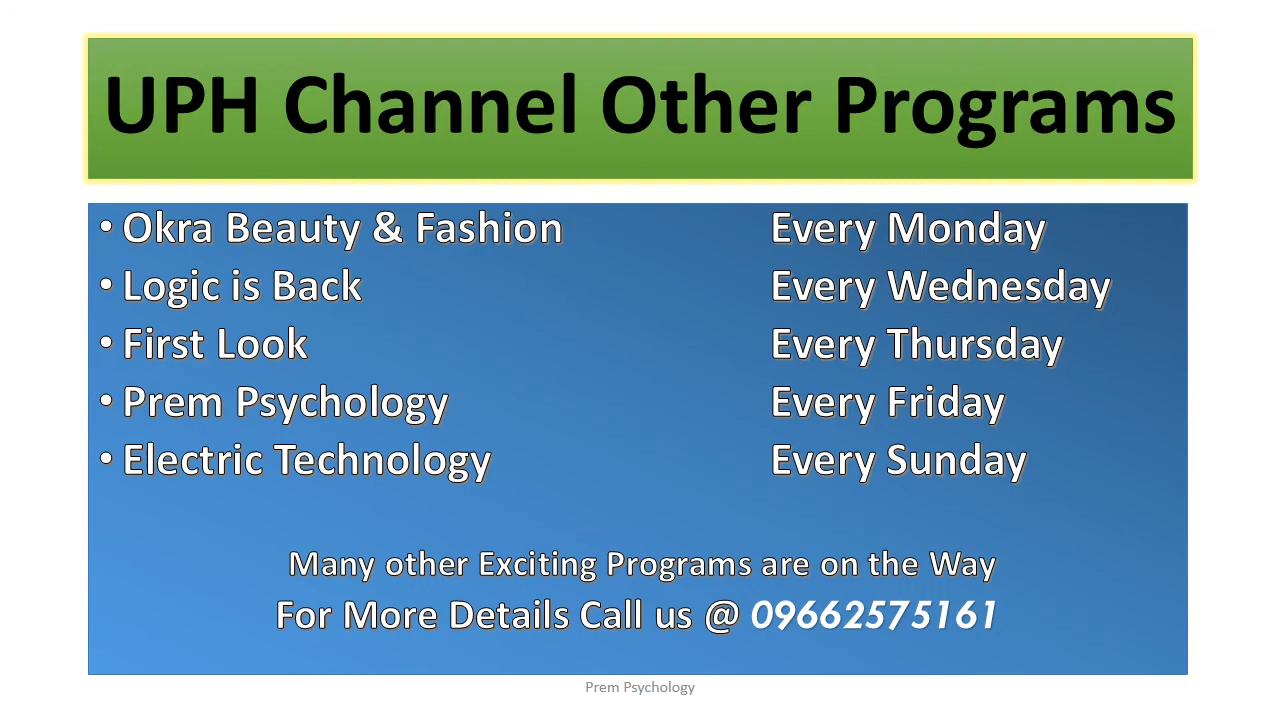 UPH Channel Other Programs
• Okra Beauty & Fashion Every Monday
• Logic is Back Every Wednesday
• First Look Every Thursday
• Prem Psychology Every Friday
• Electric Technology Every Sunday
Many other Exciting Programs are on the Way
For More Details Call us @ 09662575161
Prem Psychology